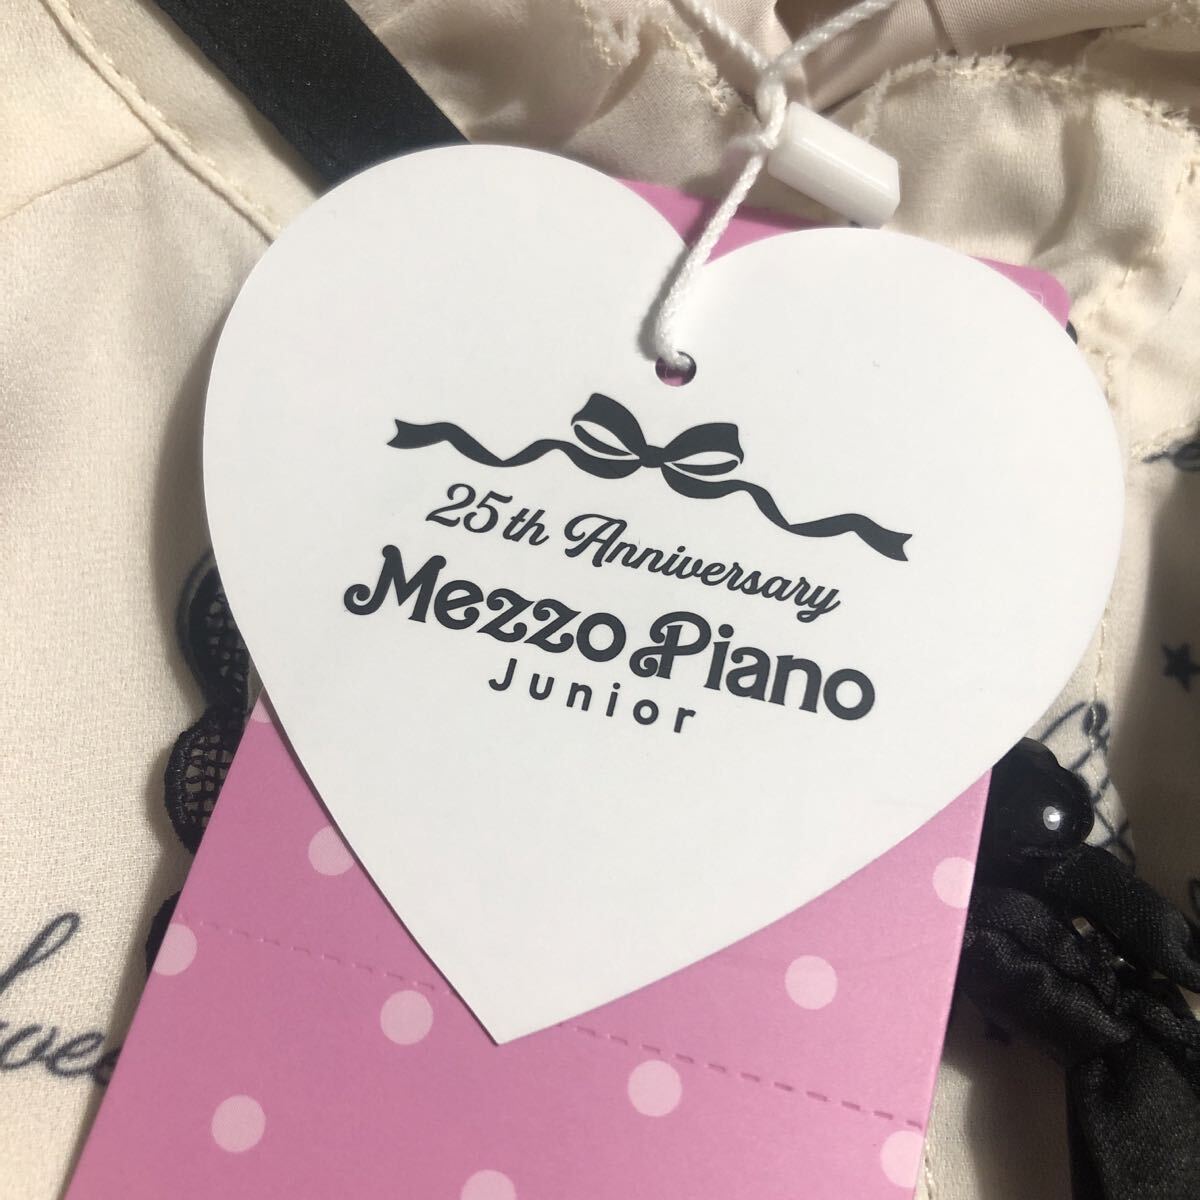 25th Anniversary
Mezzo Piano
Junior